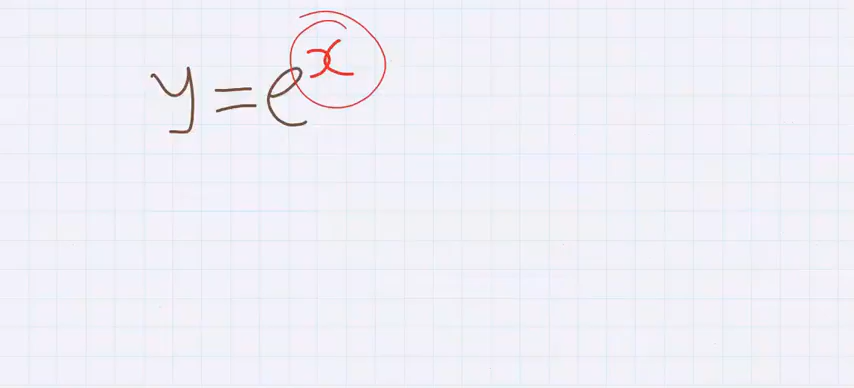 y = e^x